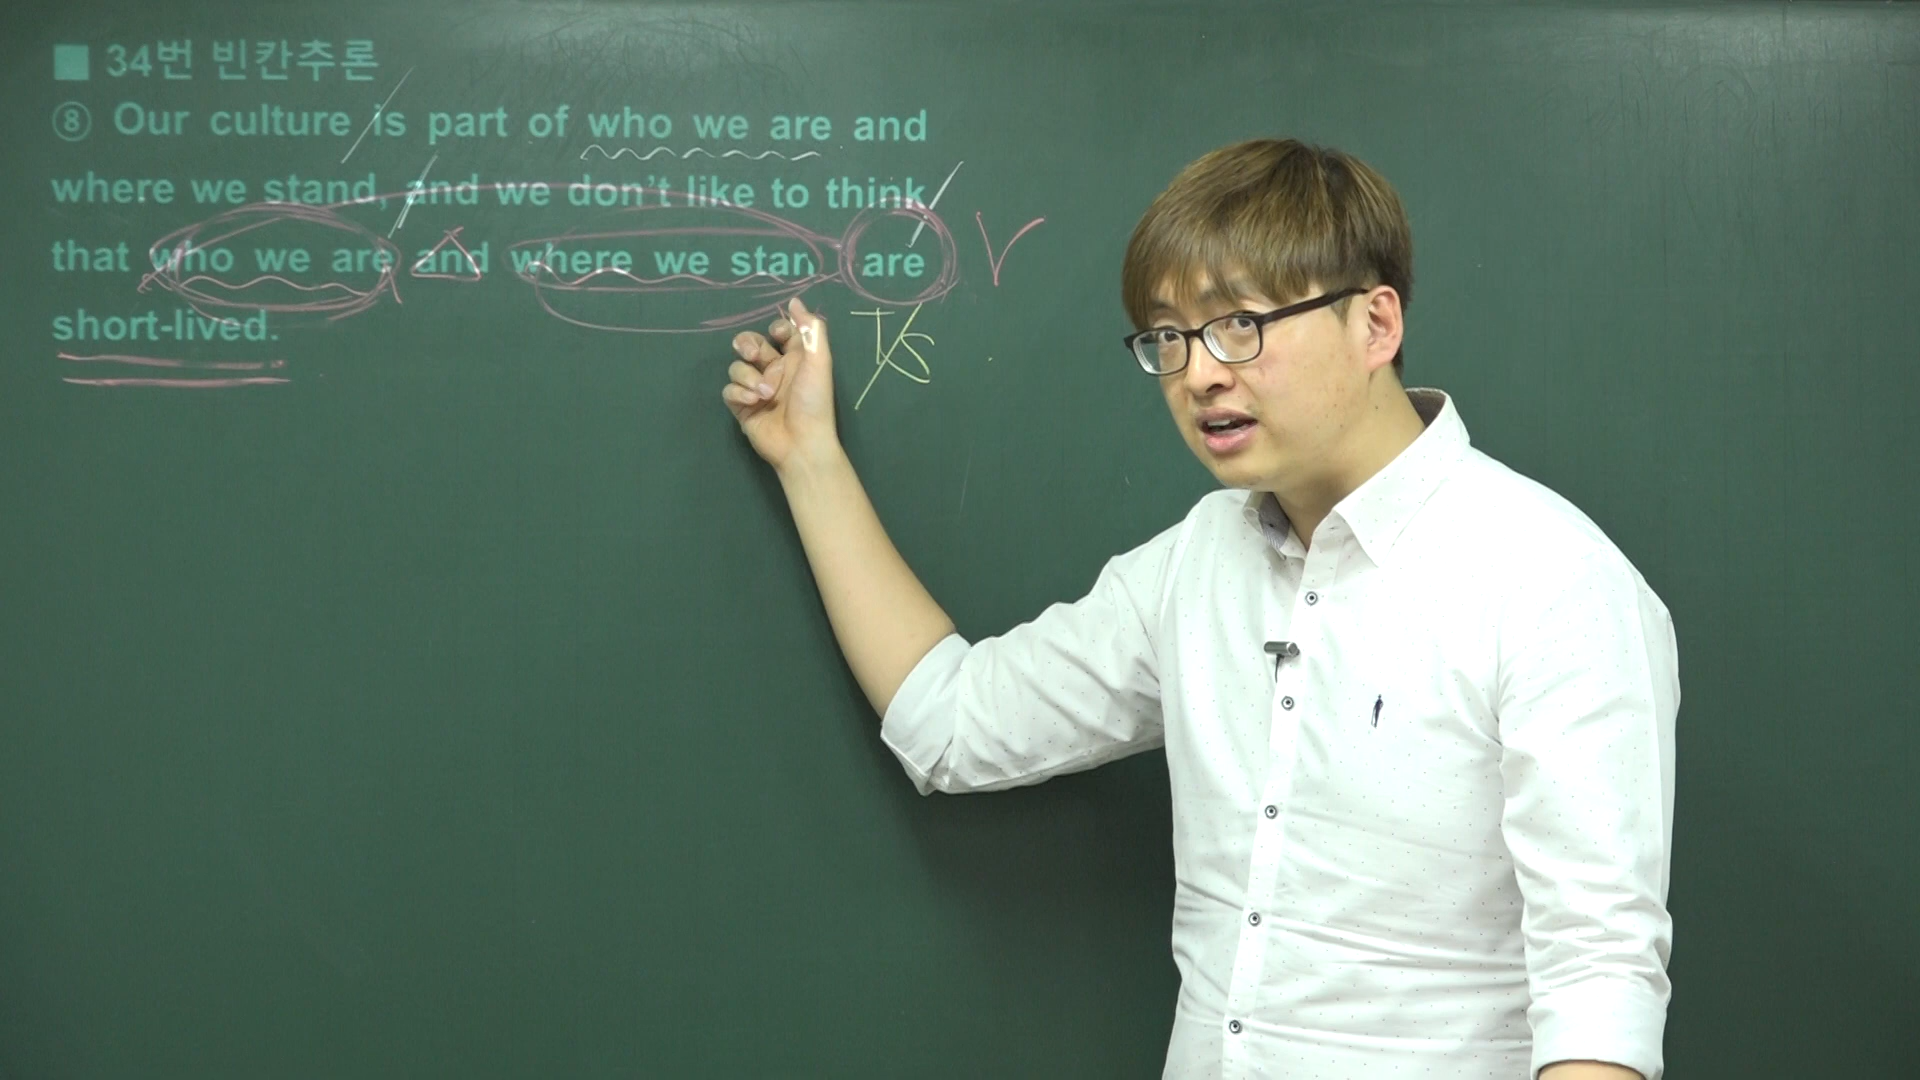 ■ 34번 빈칸추론
⑧ Our culture is part of who we are and
where we stand, and we don't like to think
that who we are and where we stan are
short-lived.
V
T/S